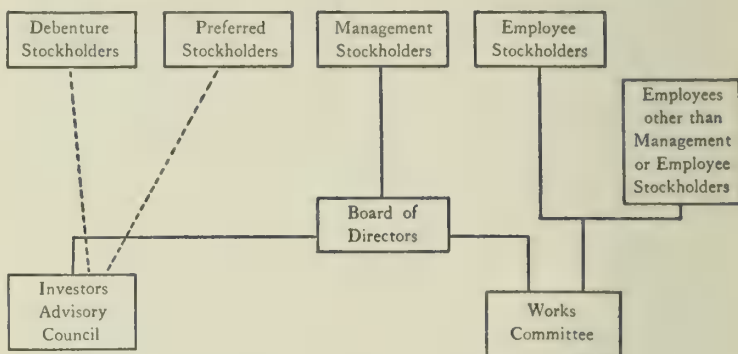 Debenture
Stockholders
Preferred
Stockholders
Management
Stockholders
Employee
Stockholders
Employees
other than
Management
or Employee
Stockholders
Board of
Directors
Investors
Advisory
Council
Works
Committee